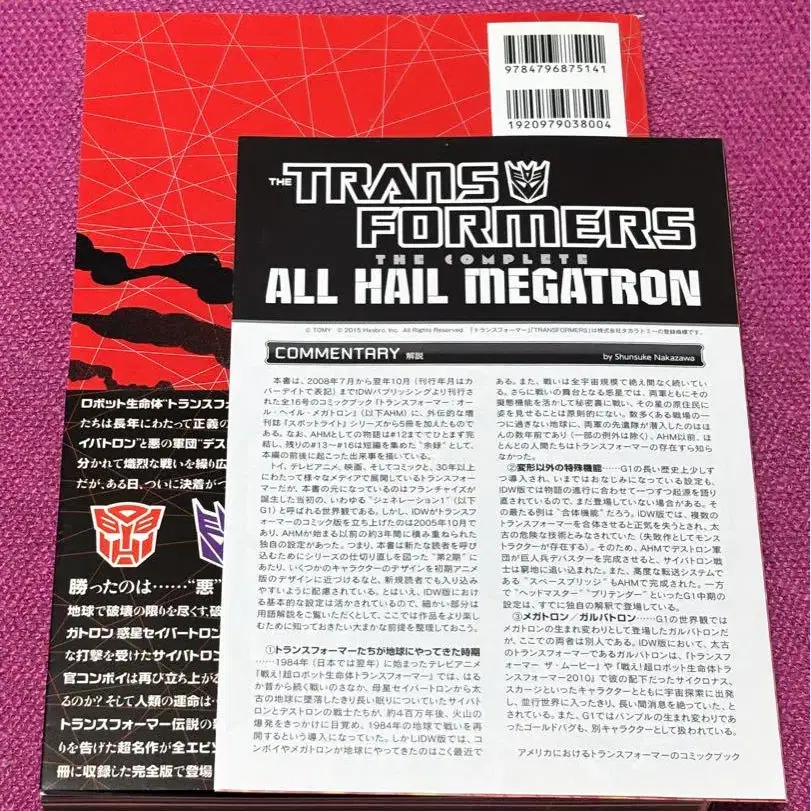 9784796875141
1920979038004
THE TRANSFORMERS
THE COMPLETE
ALL HAIL MEGATRON
© TOMY © 2015 Hasbro, Inc. All Rights Reserved. 「トランスフォーマー」「TRANSFORMERS」は株式会社タカラトミーの登録商標です。
COMMENTARY 解説
by Shunsuke Nakazawa
本書は、2008年7月から翌年10月（刊行年月はカ
バーデイトで表記）までIDWパブリッシングより刊行され
た全16号のコミックブック『トランスフォーマー：オー
ル・ヘイル・メガトロン』（以下AHM）に、外伝的な増
刊誌『スポットライト』シリーズから5冊を加えたもので
ある。なお、AHMとしての物語は#12までひとまず完
結し、残りの#13～#16は短編を集めた“余録”として、
本編の前後に起こった出来事を描いている。
トイ、テレビアニメ、映画、そしてコミックと、30年以上
にわたって様々なメディアで展開しているトランスフォー
マーだが、本書の元になっているのはフランチャイズが
誕生した当初の、いわゆる“ジェネレーション1”（以下
G1）と呼ばれる世界観である。しかし、IDWがトランスフ
ォーマーのコミック版を立ち上げたのは2005年10月で
あり、AHMが始まる以前の約3年間に積み重ねられた
独自の設定があった。つまり、本書は新たな読者を呼び
込むためにシリーズの仕切り直しを図った“第2期”に
あたり、いくつかのキャラクターのデザインを初期アニメ
版のデザインに近づけるなど、新規読者でも入り込み
やすいように配慮されている。とはいえ、IDW版におけ
る基本的な設定は活かされているので、細かい部分は
用語解説をご覧いただくとして、ここでは作品をより楽し
むために知っておきたい大まかな前提を整理しておこう。
①トランスフォーマーたちが地球にやってきた時期
……1984年（日本では翌年）に始まったテレビアニメ
『戦え！超ロボット生命体トランスフォーマー』では、はる
か昔から続く戦いのさなか、母星セイバートロンから太
古の地球に墜落したきり長い眠りについていたサイバト
ロンとデストロンの戦士たちが、約４百万年後、火山の
爆発をきっかけに目覚め、1984年の地球で戦いを再
開するという導入になっていた。しかしIDW版では、コ
ンボイやメガトロンが地球にやってきたのはごく最近で
ある。また、戦いは全宇宙規模で絶え間なく続いてい
る。さらに戦いの舞台となる惑星では、両軍ともにその
擬態機能を活かして秘密裏に戦い、その星の原住民に
姿を見せることは原則的にない。数多くある戦場の一
つに過ぎない地球に、両軍の先遣隊が潜入したのはほ
んの数年前であり（一部の例外は除く）、AHM以前、ほ
とんどの人間たちはトランスフォーマーの存在すら知ら
なかった。
②変形以外の特殊機能……G1の長い歴史上少しず
つ導入され、いまではおなじみになっている設定も、
IDW版では物語の進行に合わせて一つずつ起源を語り
直されているので、まだ登場していない場合がある。そ
の最たる例は“合体機能”だろう。IDW版では、複数の
トランスフォーマーを合体させると正気を失うとされ、太
古の危険な技術とみなされていた（失敗作としてモンス
トラクターが存在する）。そのため、AHMでデストロン軍
団が巨人兵デバスターを完成させると、サイバトロン戦
士は窮地に追い込まれた。また、高度な転送システムで
ある“スペースブリッジ”もAHMで完成された。一方
で“ヘッドマスター”“プリテンダー”といったG1中期の
設定は、すでに独自の解釈で登場している。
③メガトロン／ガルバトロン……G1の世界観では
メガトロンの生まれ変わりとして登場したガルバトロンだ
が、ここでの両者は別人である。IDW版において、太
古のトランスフォーマーであるガルバトロンは、『トランス
フォーマー ザ・ムービー』や『戦え！超ロボット生命体トラ
ンスフォーマー2010』で彼の配下だったサイクロナス、
スカージといったキャラクターとともに宇宙探索に出発
し、並行世界に入ったきり、長い間消息を絶っていた、と
されている。また、G1ではバンブルの生まれ変わりであ
ったゴールドバグも、別キャラクターとして扱われている。
アメリカにおけるトランスフォーマーのコミックブック
ロボット生命体“トランスフォ
たちは長年にわたって正義の
イバトロン”と悪の軍団“デス
分かれて熾烈な戦いを繰り広
だが、ある日、ついに決着がつ
勝ったのは……“悪”
地球で破壊の限りを尽くす、破
ガトロン 惑星セイバートロン
な打撃を受けたサイバトロン
官コンボイは再び立ち上がる
るのか？そして人類の運命は…
トランスフォーマー伝説の
りを告げた超名作が全エピソ
冊に収録した完全版で登場